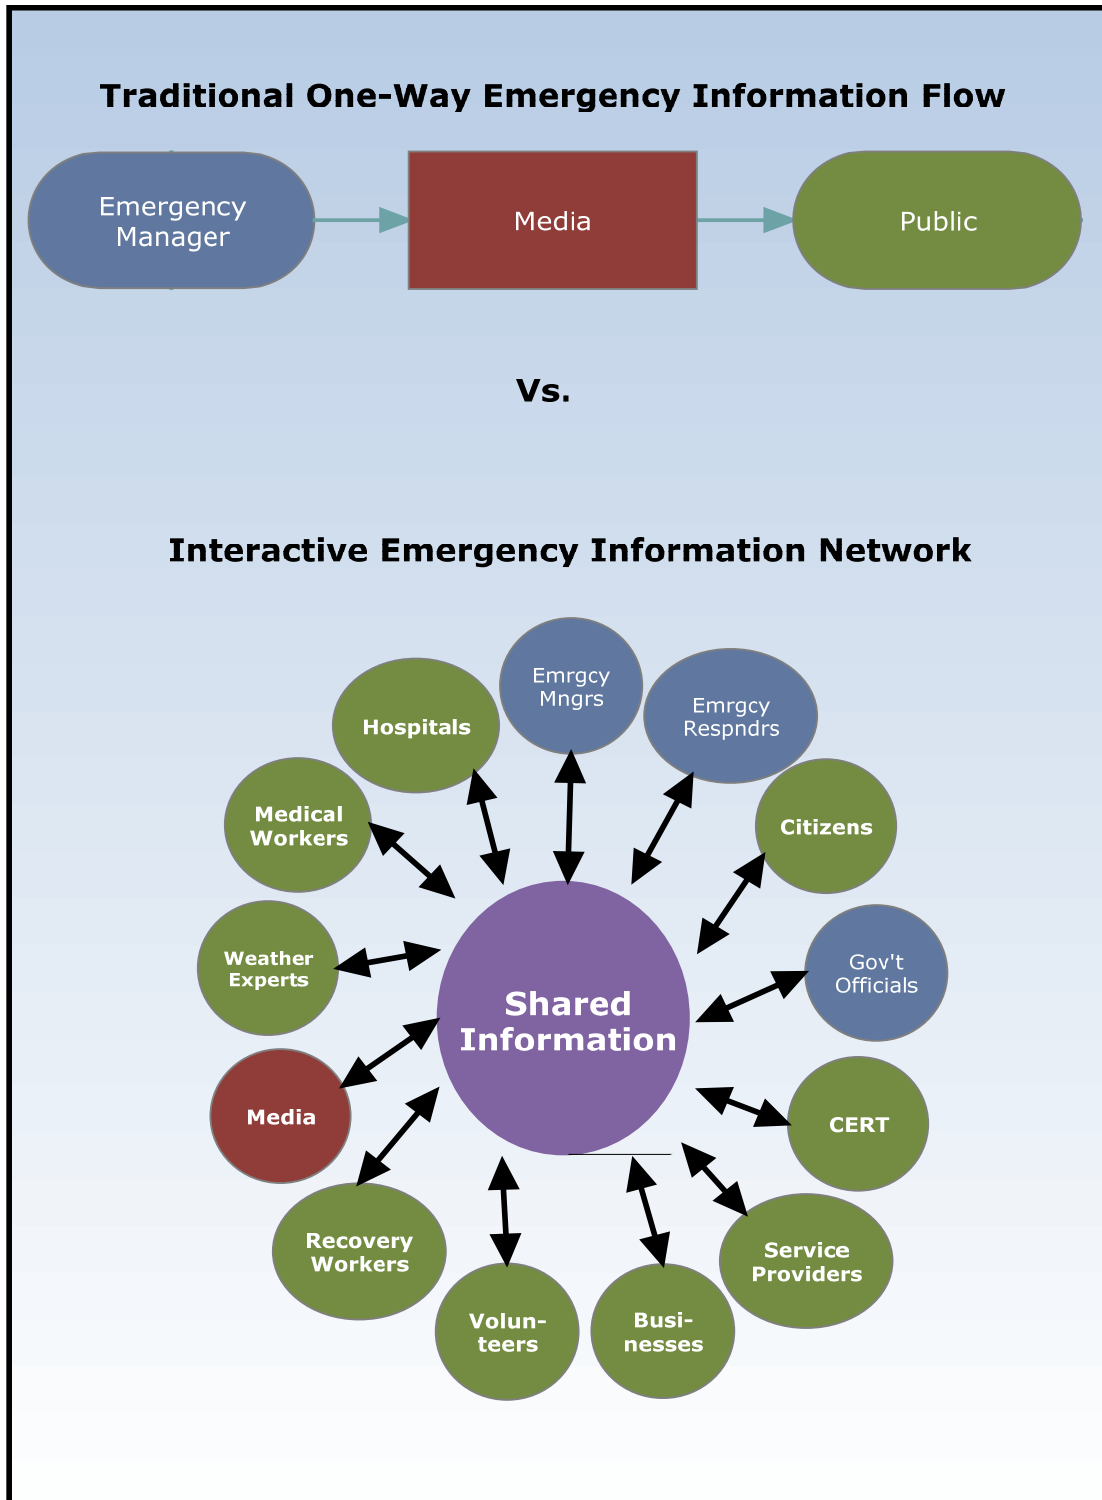 Traditional One-Way Emergency Information Flow
Emergency
Manager
Media
Public
Vs.
Interactive Emergency Information Network
Emrgcy
Mngrs
Emrgcy
Respndrs
Hospitals
Citizens
Medical
Workers
Gov't
Officials
Weather
Experts
Shared
Information
Media
CERT
Recovery
Workers
Service
Providers
Volun-
teers
Busi-
nesses